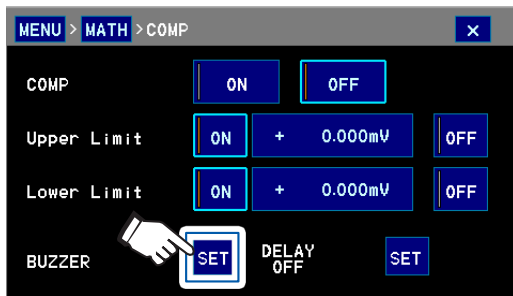 MENU > MATH > COMP ×
COMP ON OFF
Upper Limit ON + 0.000mV OFF
Lower Limit ON + 0.000mV OFF
BUZZER SET DELAY OFF SET